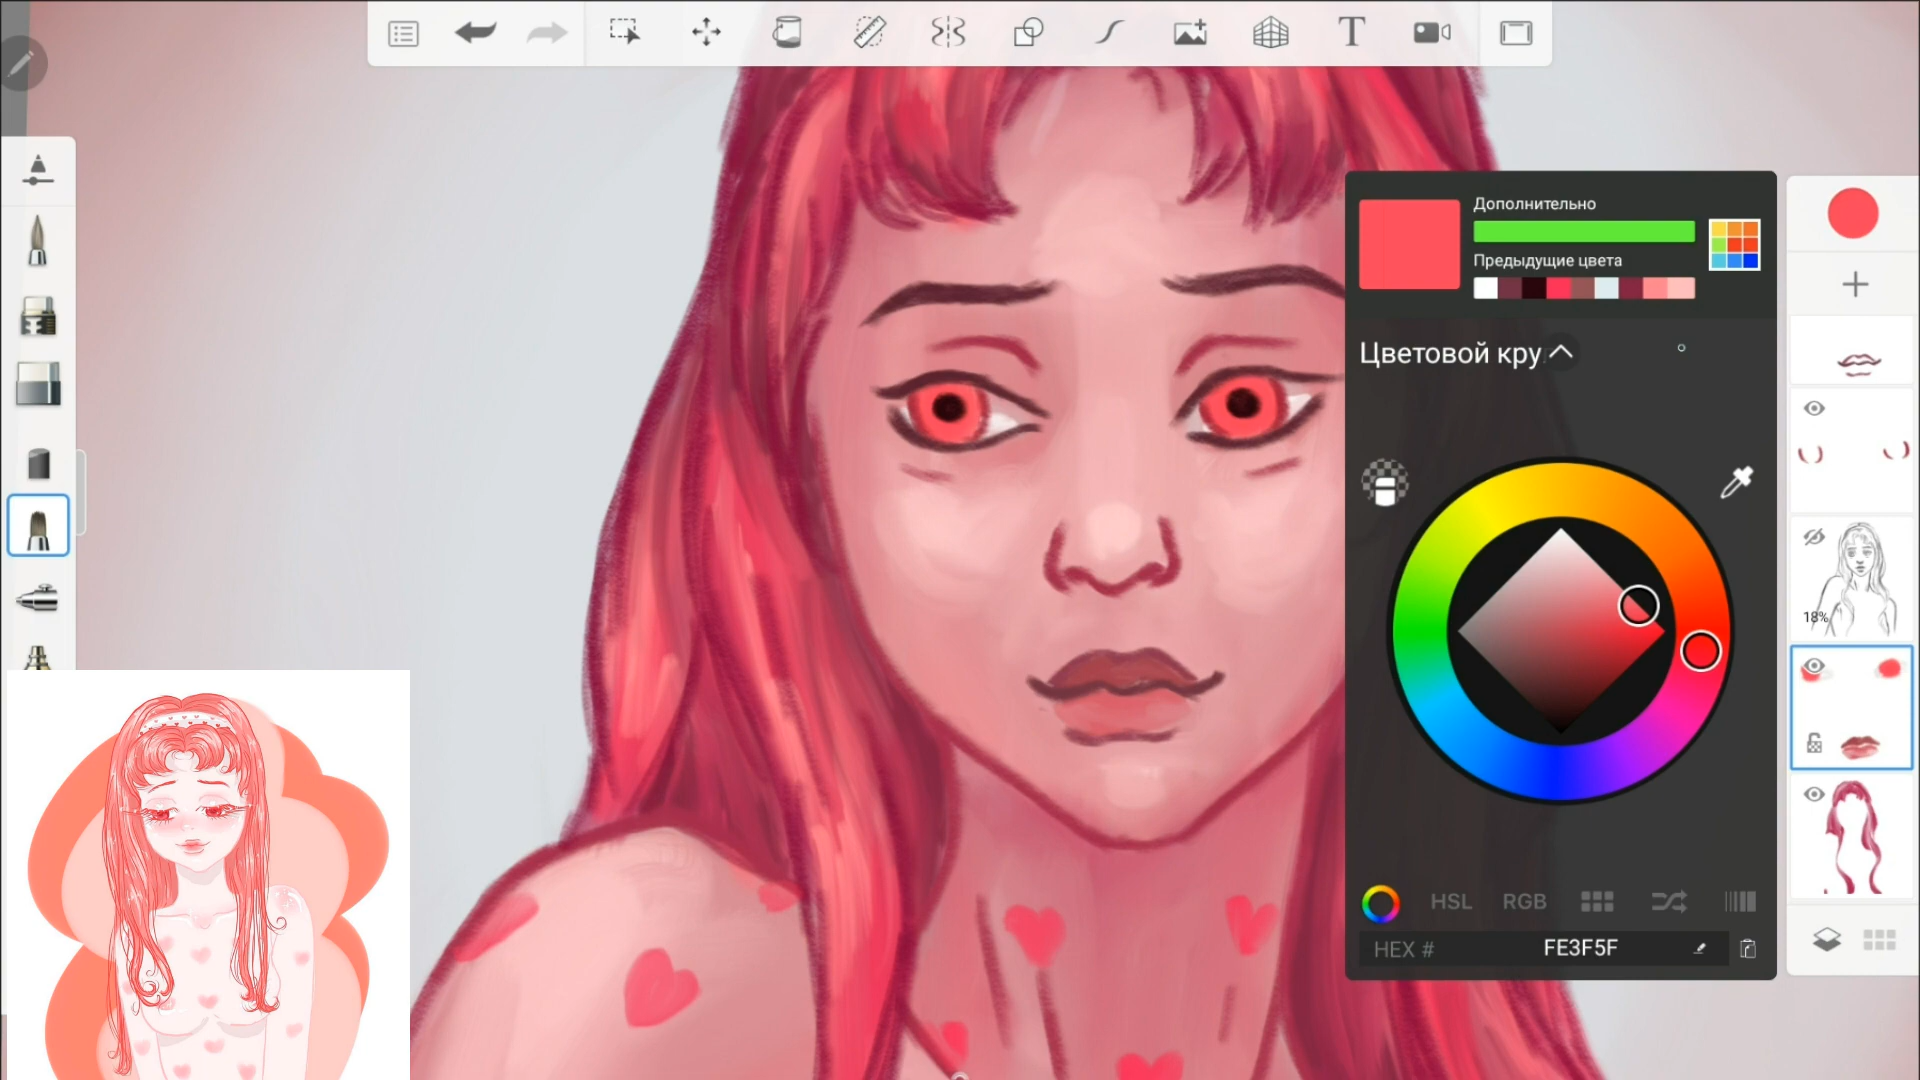 T
Дополнительно
Предыдущие цвета
Цветовой кру
18%
HSL RGB
HEX # FE3F5F